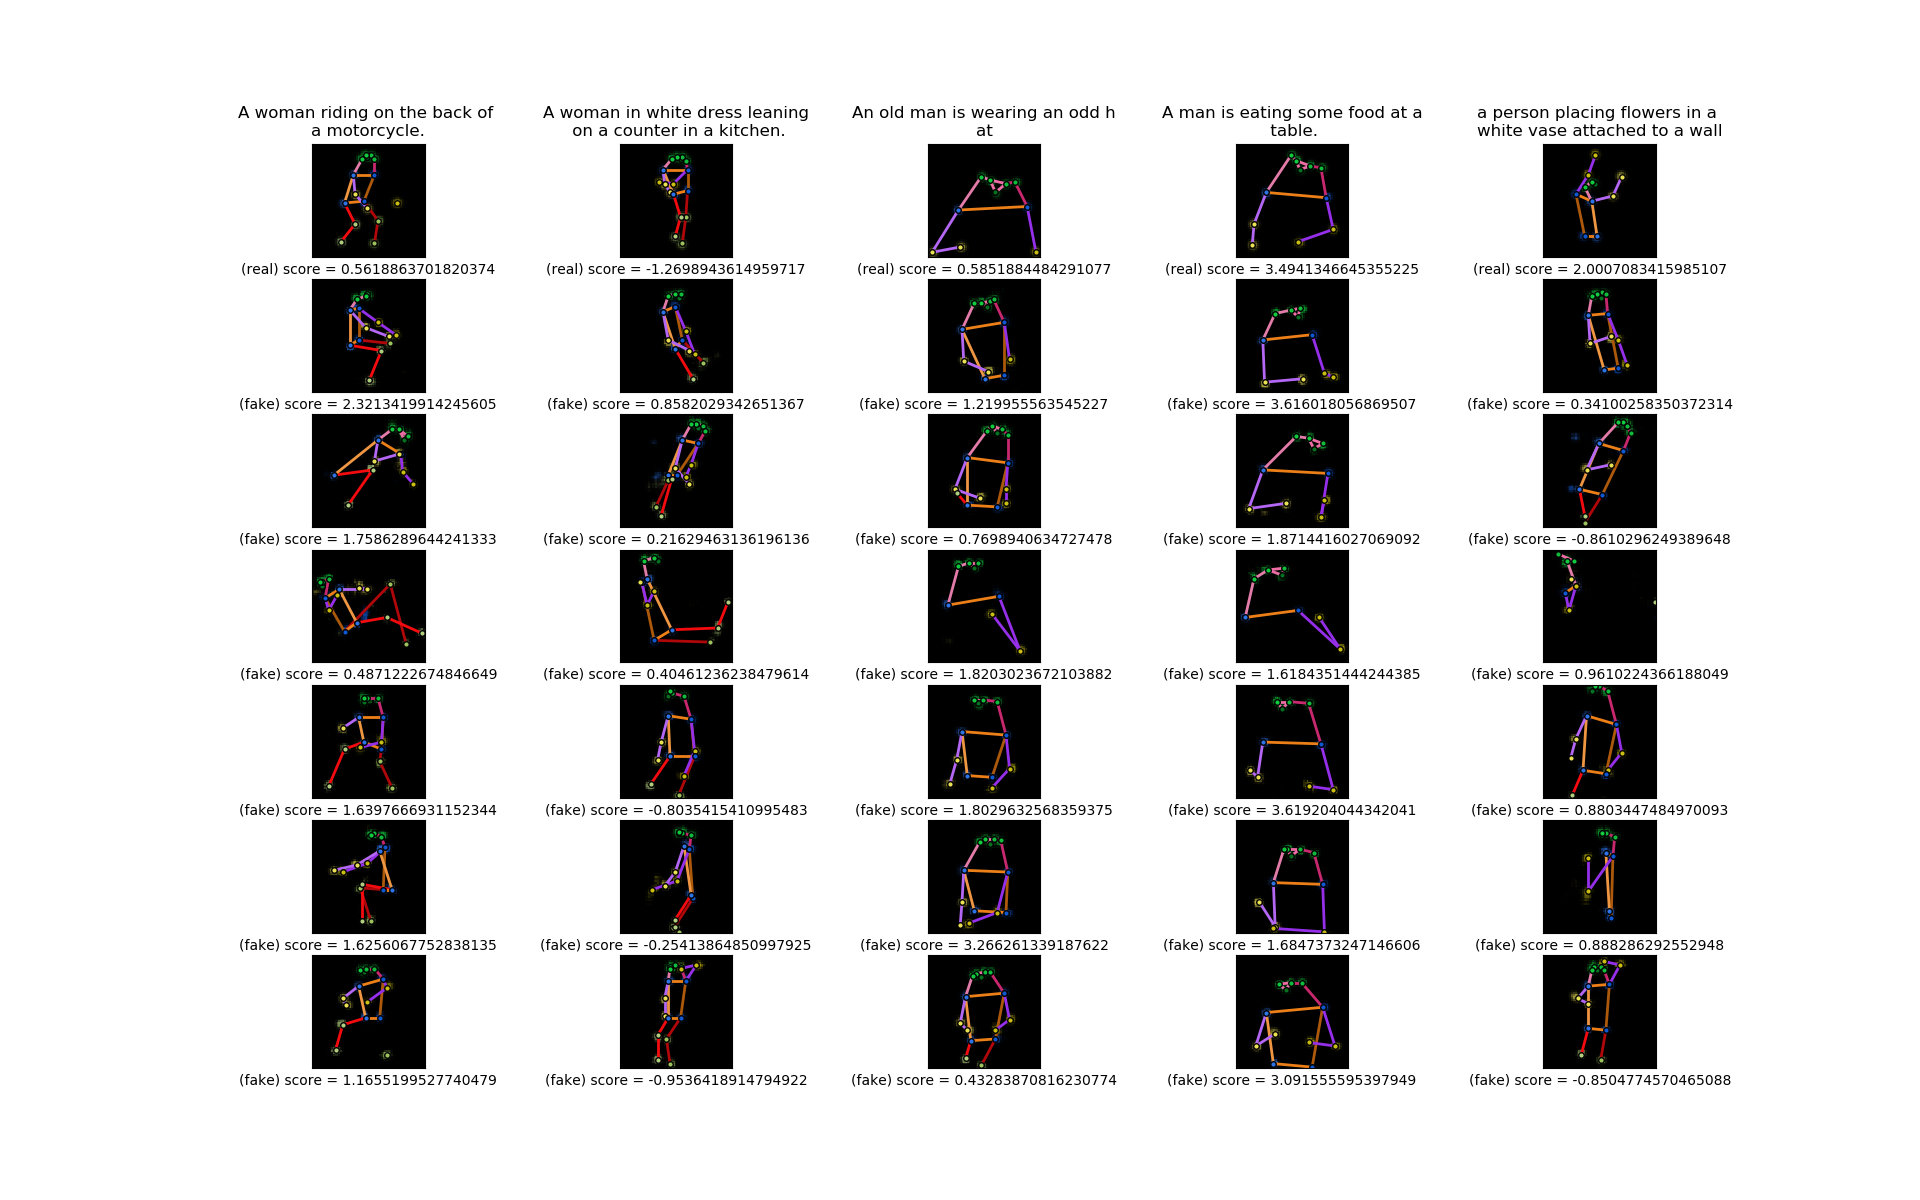 A woman riding on the back of
a motorcycle.
A woman in white dress leaning
on a counter in a kitchen.
An old man is wearing an odd h
at
A man is eating some food at a
table.
a person placing flowers in a
white vase attached to a wall
(real) score = 0.5618863701820374
(real) score = -1.2698943614959717
(real) score = 0.5851884484291077
(real) score = 3.4941346645355225
(real) score = 2.0007083415985107
(fake) score = 2.3213419914245605
(fake) score = 0.8582029342651367
(fake) score = 1.219955563545227
(fake) score = 3.616018056869507
(fake) score = 0.34100258350372314
(fake) score = 1.7586289644241333
(fake) score = 0.21629463136196136
(fake) score = 0.7698940634727478
(fake) score = 1.8714416027069092
(fake) score = -0.8610296249389648
(fake) score = 0.4871222674846649
(fake) score = 0.40461236238479614
(fake) score = 1.8203023672103882
(fake) score = 1.6184351444244385
(fake) score = 0.9610224366188049
(fake) score = 1.6397666931152344
(fake) score = -0.8035415410995483
(fake) score = 1.8029632568359375
(fake) score = 3.619204044342041
(fake) score = 0.8803447484970093
(fake) score = 1.6256067752838135
(fake) score = -0.25413864850997925
(fake) score = 3.266261339187622
(fake) score = 1.6847373247146606
(fake) score = 0.888286292552948
(fake) score = 1.1655199527740479
(fake) score = -0.9536418914794922
(fake) score = 0.43283870816230774
(fake) score = 3.091555595397949
(fake) score = -0.8504774570465088